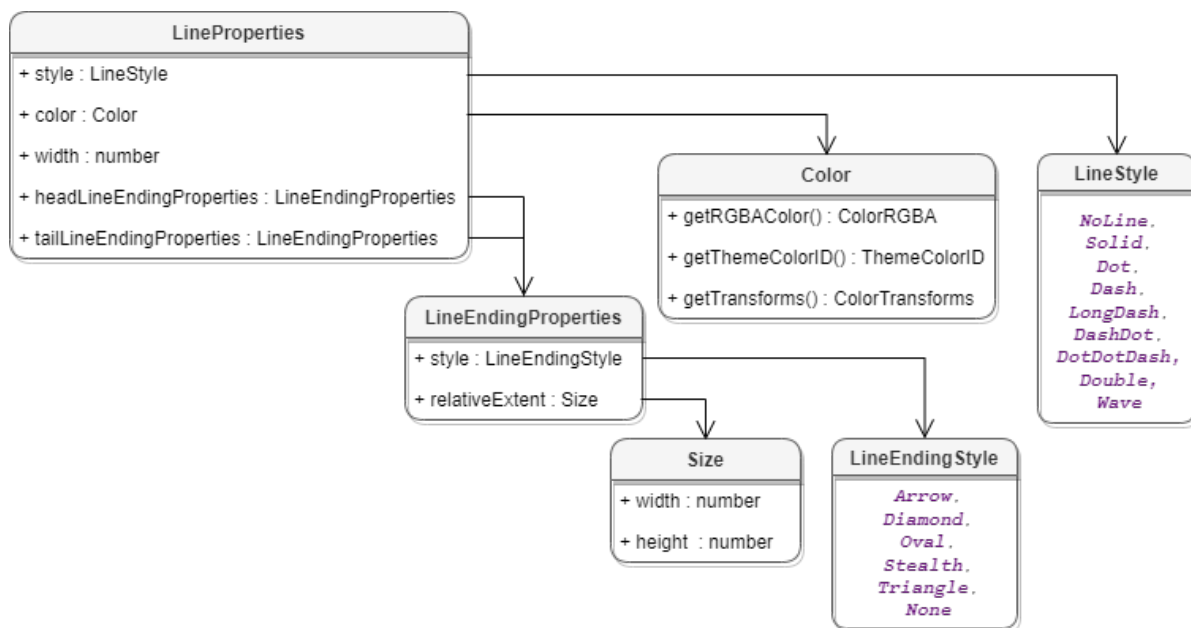 LineProperties
+ style : LineStyle
+ color : Color
+ width : number
+ headLineEndingProperties : LineEndingProperties
+ tailLineEndingProperties : LineEndingProperties
Color
+ getRGBAColor() : ColorRGBA
+ getThemeColorID() : ThemeColorID
+ getTransforms() : ColorTransforms
LineStyle
NoLine,
Solid,
Dot,
Dash,
LongDash,
DashDot,
DotDotDash,
Double,
Wave
LineEndingProperties
+ style : LineEndingStyle
+ relativeExtent : Size
Size
+ width : number
+ height : number
LineEndingStyle
Arrow,
Diamond,
Oval,
Stealth,
Triangle,
None